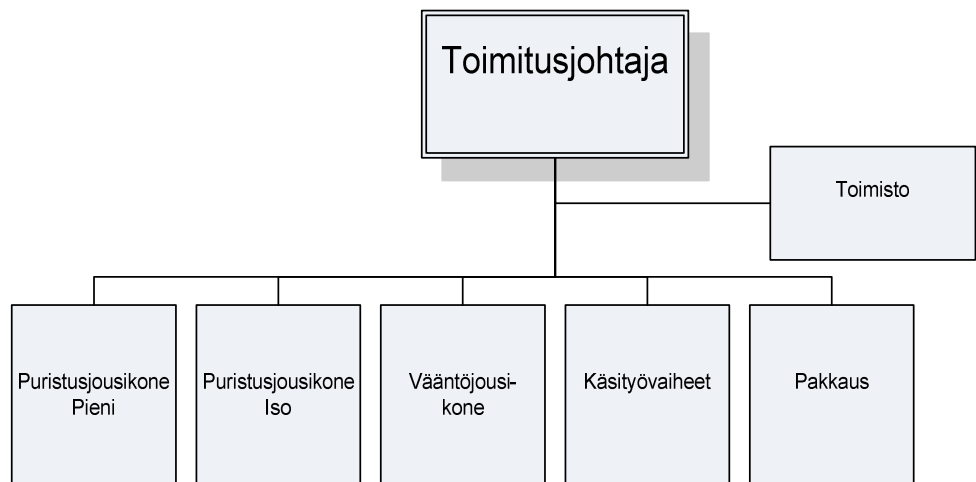 Toimitusjohtaja
Toimisto
Puristusjousikone
Pieni
Puristusjousikone
Iso
Vääntöjousi-
kone
Käsityövaiheet
Pakkaus